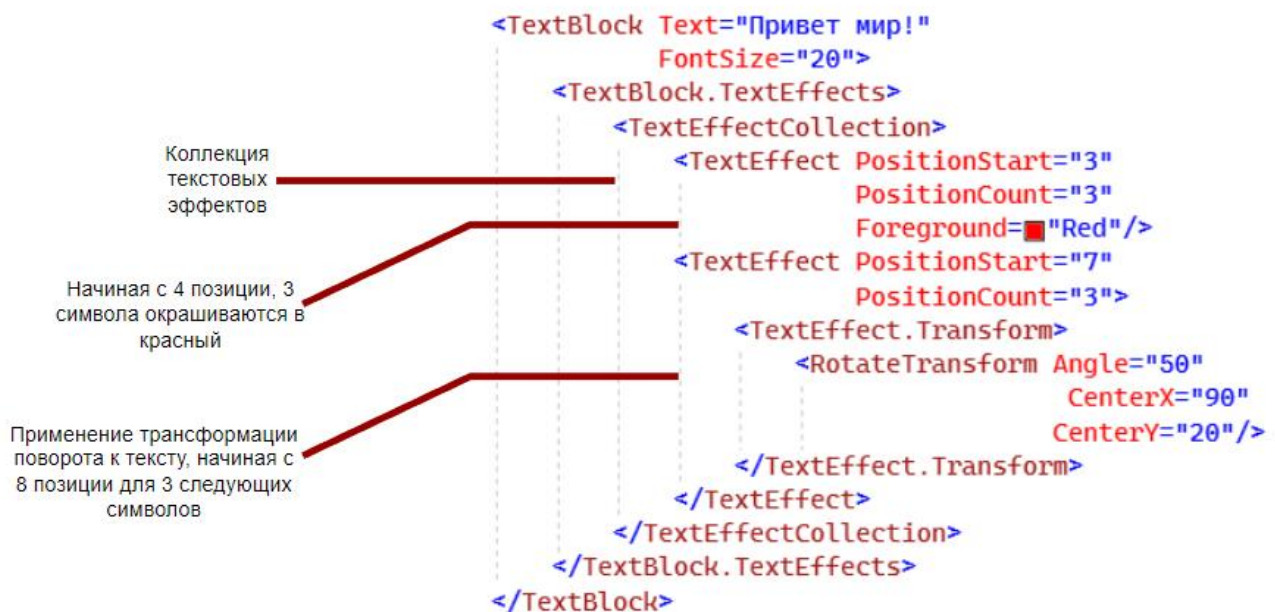 <TextBlock Text="Привет мир!"
FontSize="20">
<TextBlock.TextEffects>
<TextEffectCollection>
<TextEffect PositionStart="3"
PositionCount="3"
Foreground="Red"/>
<TextEffect PositionStart="7"
PositionCount="3">
<TextEffect.Transform>
<RotateTransform Angle="50"
CenterX="90"
CenterY="20"/>
</TextEffect.Transform>
</TextEffect>
</TextEffectCollection>
</TextBlock.TextEffects>
</TextBlock>
Коллекция
текстовых
эффектов
Начиная с 4 позиции, 3
символа окрашиваются в
красный
Применение трансформации
поворота к тексту, начиная с
8 позиции для 3 следующих
символов